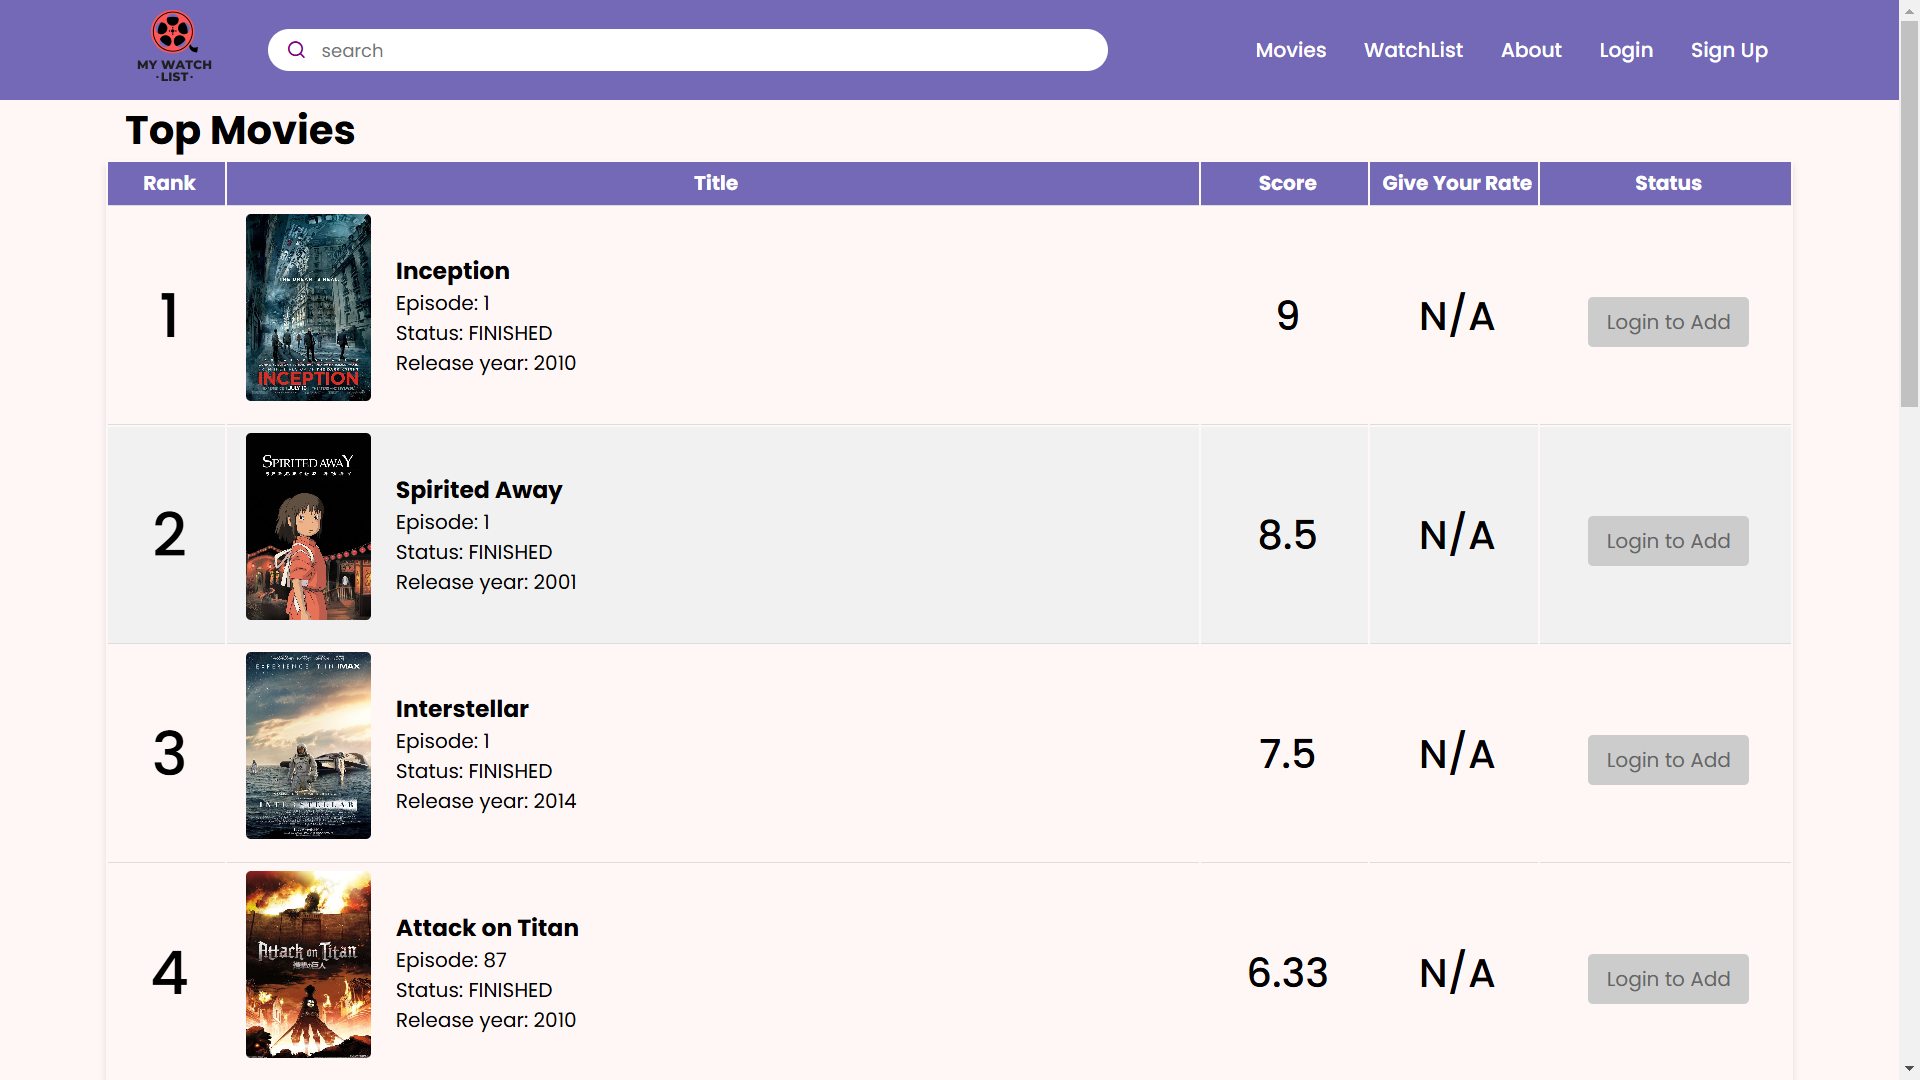 MY WATCH
·LIST·
search
Movies WatchList About Login Sign Up
Top Movies
Rank Title Score Give Your Rate Status
1
THE DREAM IS REAL
INCEPTION
Inception
Episode: 1
Status: FINISHED
Release year: 2010
9
N/A
Login to Add
2
SPIRITED AWAY
Spirited Away
Episode: 1
Status: FINISHED
Release year: 2001
8.5
N/A
Login to Add
3
EXPERIENCE IT IN IMAX
INTERSTELLAR
Interstellar
Episode: 1
Status: FINISHED
Release year: 2014
7.5
N/A
Login to Add
4
Attack on Titan
進撃の巨人
Attack on Titan
Episode: 87
Status: FINISHED
Release year: 2010
6.33
N/A
Login to Add